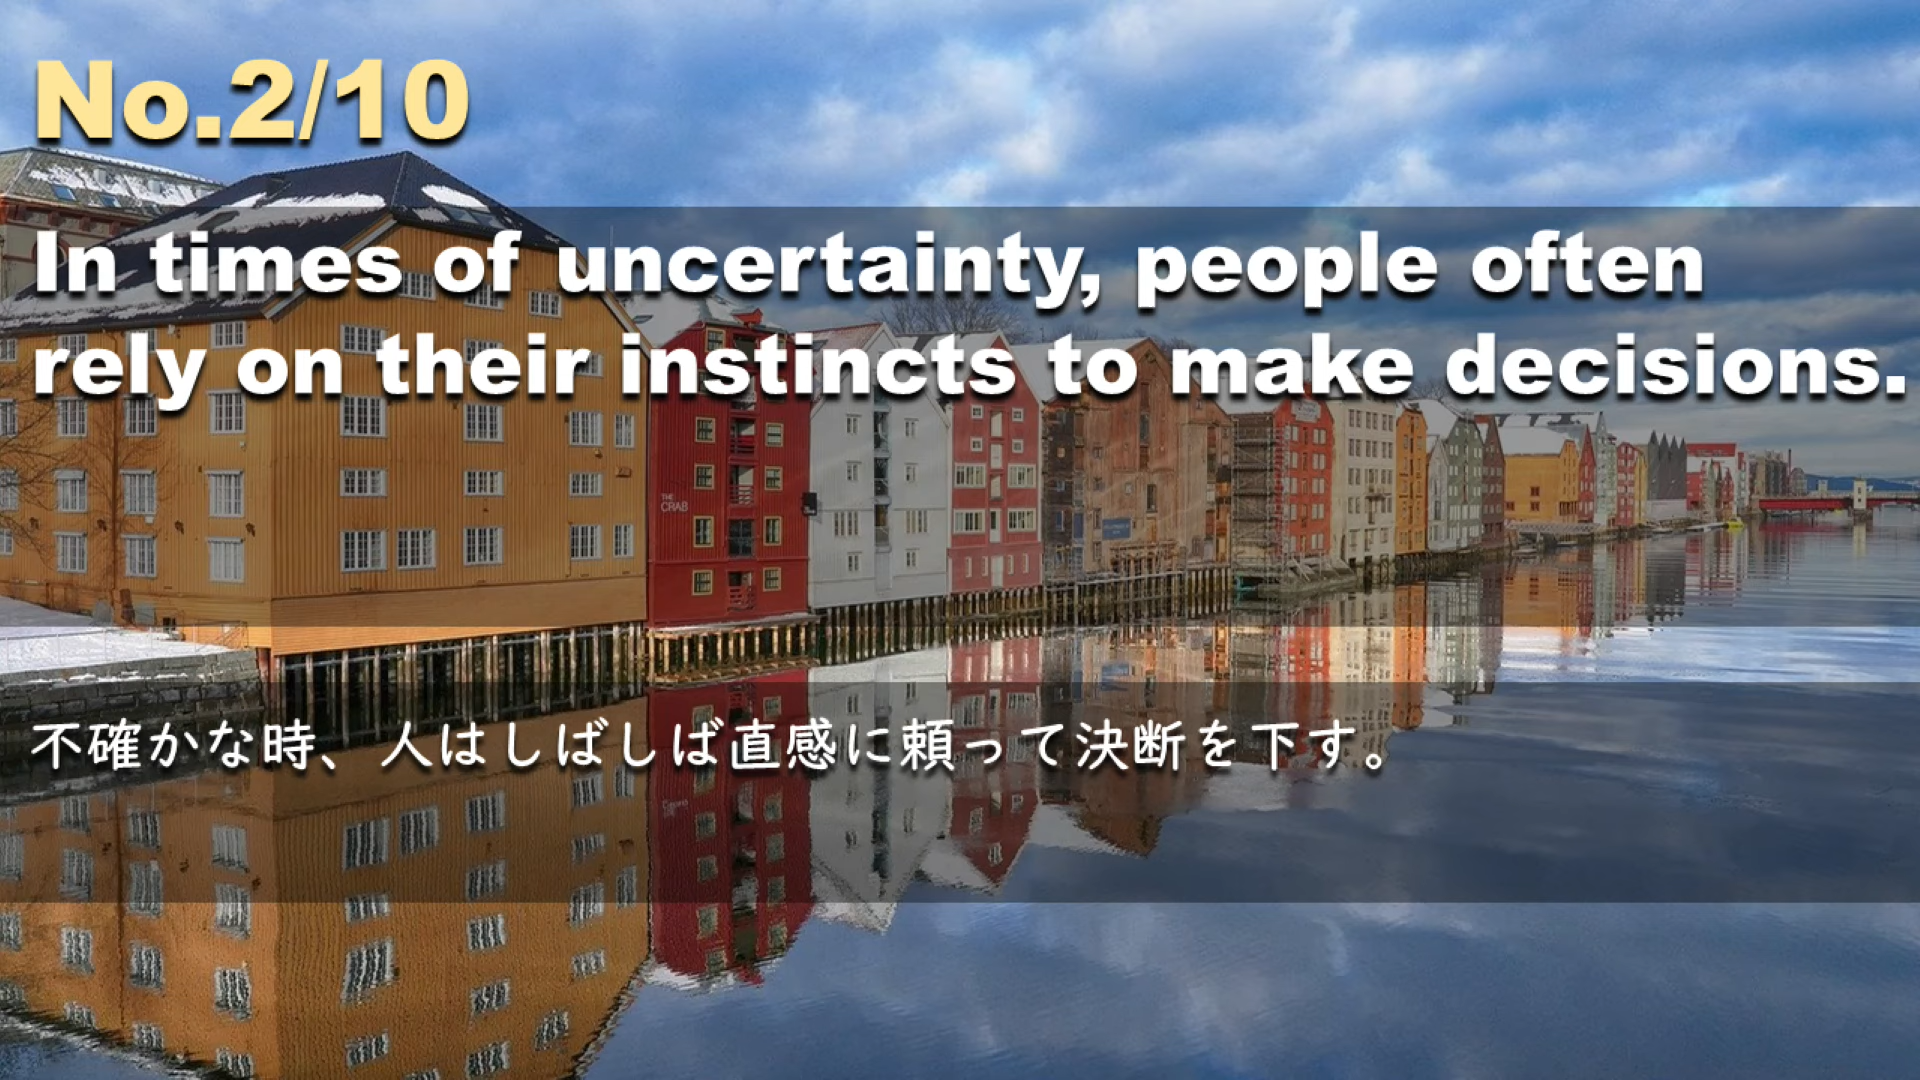 No.2/10
In times of uncertainty, people often
rely on their instincts to make decisions.
THE
CRAB
不確かな時、人はしばしば直感に頼って決断を下す。